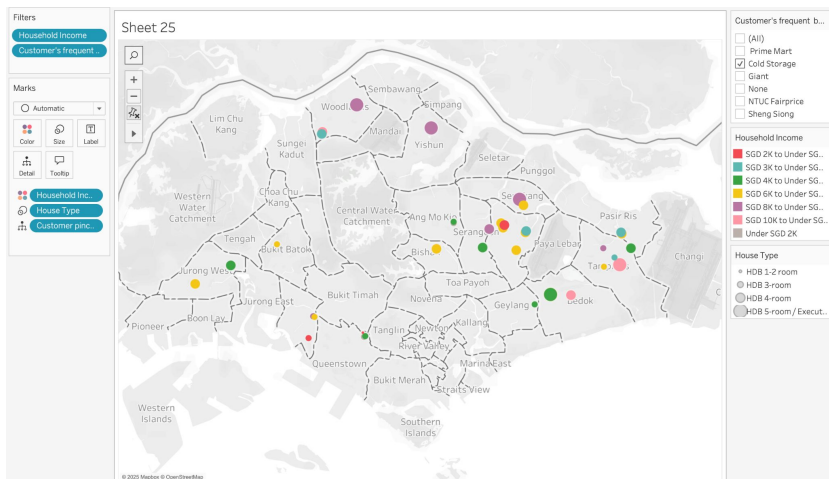 Filters
Household Income
Customer's frequent ..
Marks
Automatic
Color
Size
Label
Detail
Tooltip
Household Inc..
House Type
Customer pinc..
Sheet 25
Sembawang
Simpang
Lim Chu
Kang
Mandai
Yishun
Sungei
Kadut
Seletar
Punggol
Choa Chu
Kang
Western
Water
Catchment
Central Water
Catchment
Ang Mo Kio
Pasir Ris
Tengah
Bukit Batok
Paya Lebar
Changi
Jurong West
Toa Payoh
Jurong East
Bukit Timah
Novena
Geylang
Bedok
Pioneer
Boon Lay
Tanglin
Newton
Kallang
River Valley
Queenstown
Marina East
Bukit Merah
Straits View
Western
Islands
Southern
Islands
© 2025 Mapbox © OpenStreetMap
Customer's frequent b...
(All)
Prime Mart
Cold Storage
Giant
None
NTUC Fairprice
Sheng Siong
Household Income
SGD 2K to Under SG..
SGD 3K to Under SG..
SGD 4K to Under SG..
SGD 6K to Under SG..
SGD 8K to Under SG..
SGD 10K to Under SG..
Under SGD 2K
House Type
HDB 1-2 room
HDB 3-room
HDB 4-room
HDB 5-room / Execut..